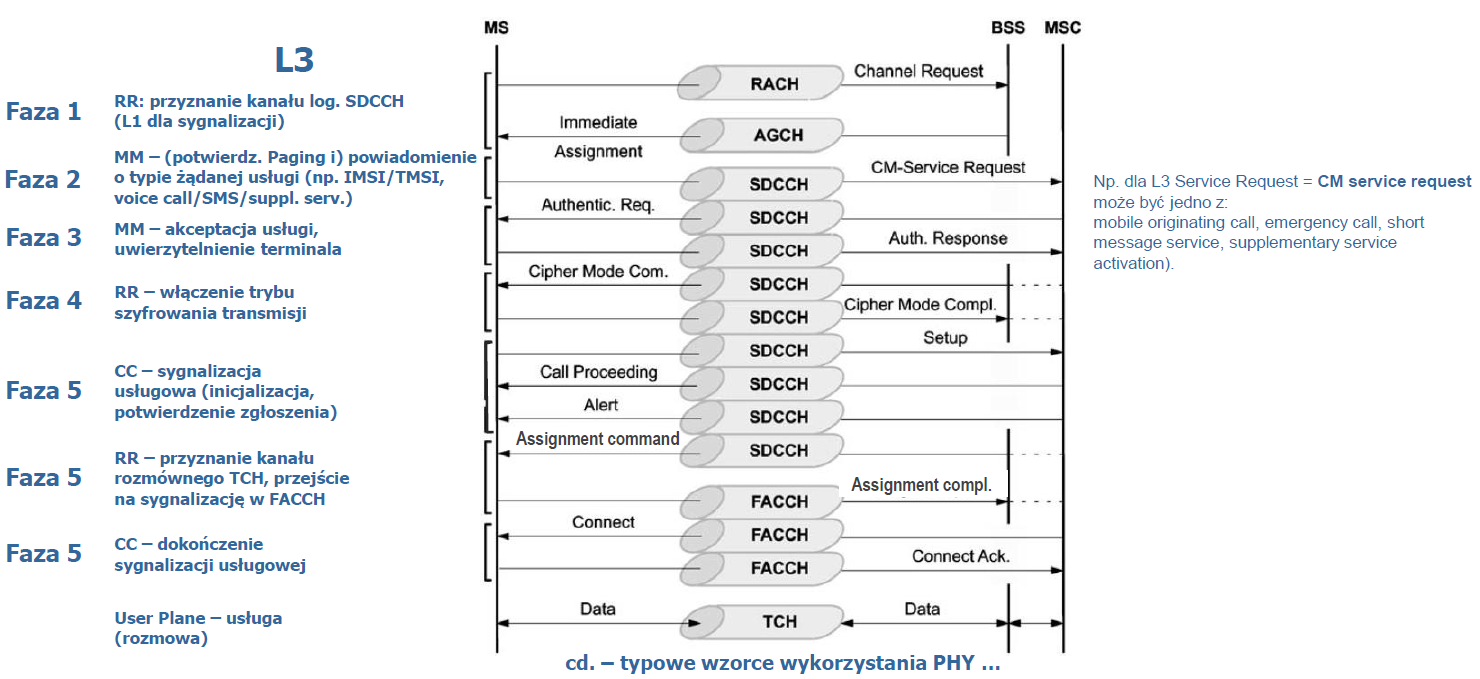 MS
BSS
MSC
L3
Faza 1
RR: przyznanie kanału log. SDCCH
(L1 dla sygnalizacji)
RACH
Channel Request
Immediate
Assignment
AGCH
Faza 2
MM – (potwierdz. Paging i) powiadomienie
o typie żądanej usługi (np. IMSI/TMSI,
voice call/SMS/suppl. serv.)
SDCCH
CM-Service Request
Np. dla L3 Service Request = CM service request
może być jedno z:
mobile originating call, emergency call, short
message service, supplementary service
activation).
Faza 3
MM – akceptacja usługi,
uwierzytelnienie terminala
Authentic. Req.
SDCCH
SDCCH
Auth. Response
Faza 4
RR – włączenie trybu
szyfrowania transmisji
Cipher Mode Com.
SDCCH
SDCCH
Cipher Mode Compl.
Faza 5
CC – sygnalizacja
usługowa (inicjalizacja,
potwierdzenie zgłoszenia)
SDCCH
Setup
Call Proceeding
SDCCH
Alert
SDCCH
Faza 5
RR – przyznanie kanału
rozmównego TCH, przejście
na sygnalizację w FACCH
Assignment command
SDCCH
FACCH
Assignment compl.
Faza 5
CC – dokończenie
sygnalizacji usługowej
Connect
FACCH
FACCH
Connect Ack.
User Plane – usługa
(rozmowa)
Data
TCH
Data
cd. – typowe wzorce wykorzystania PHY ...